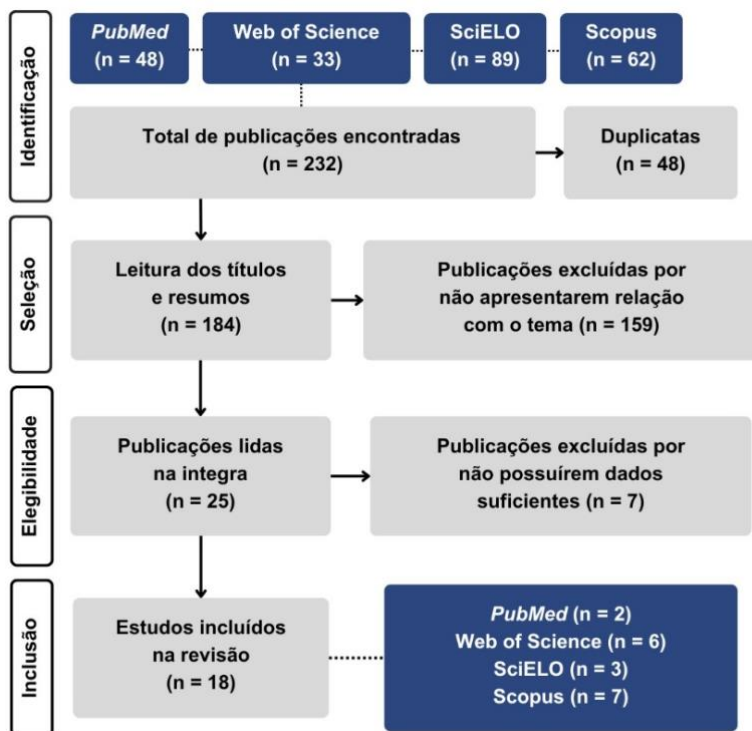 Identificação
PubMed
(n = 48)
Web of Science
(n = 33)
SciELO
(n = 89)
Scopus
(n = 62)
Total de publicações encontradas
(n = 232)
Duplicatas
(n = 48)
Seleção
Leitura dos títulos
e resumos
(n = 184)
Publicações excluídas por
não apresentarem relação
com o tema (n = 159)
Elegibilidade
Publicações lidas
na integra
(n = 25)
Publicações excluídas por
não possuírem dados
suficientes (n = 7)
Inclusão
Estudos incluídos
na revisão
(n = 18)
PubMed (n = 2)
Web of Science (n = 6)
SciELO (n = 3)
Scopus (n = 7)